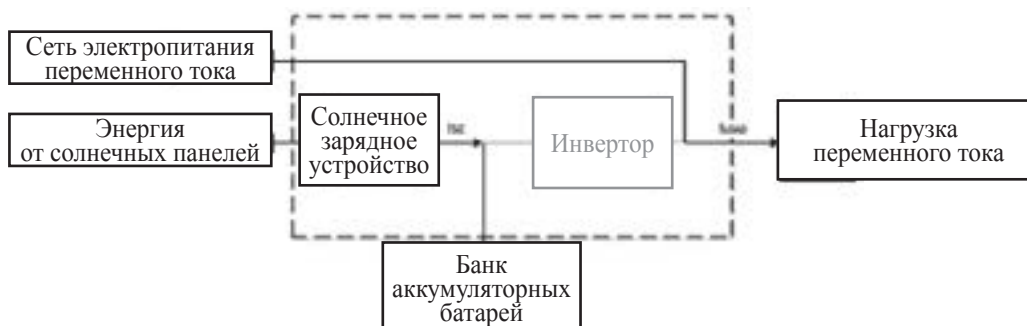 Сеть электропитания
переменного тока
Энергия
от солнечных панелей
Солнечное
зарядное
устройство
Инвертор
Нагрузка
переменного тока
Банк
аккумуляторных
батарей